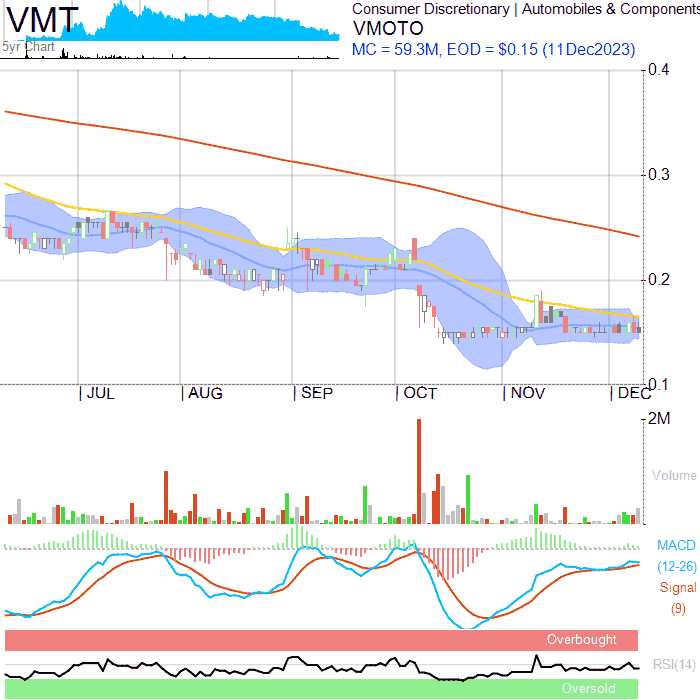 VMT
5yr Chart
Consumer Discretionary | Automobiles & Components
VMOTO
MC = 59.3M, EOD = $0.15 (11Dec2023)
0.4
0.3
0.2
0.1
JUL AUG SEP OCT NOV DEC
2M
Volume
MACD
(12-26)
Signal
(9)
Overbought
RSI(14)
Oversold